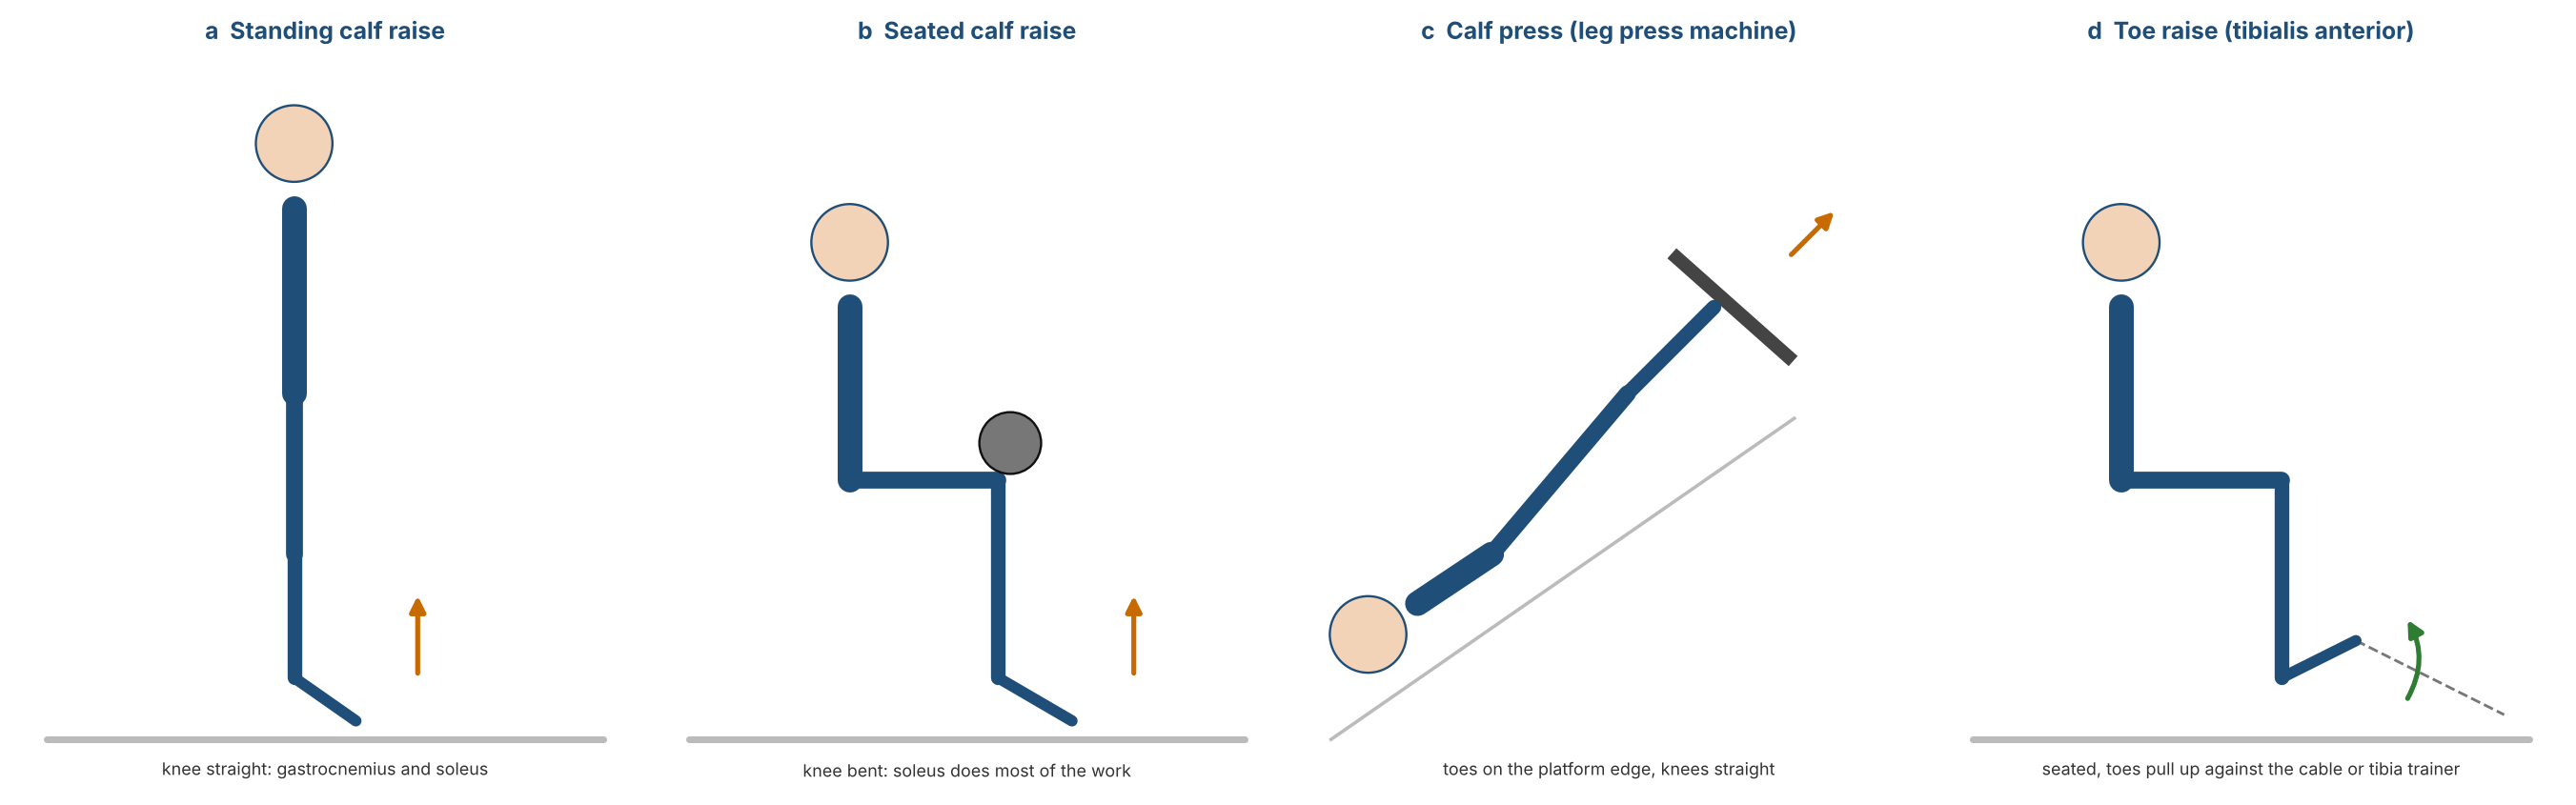 a Standing calf raise
b Seated calf raise
c Calf press (leg press machine)
d Toe raise (tibialis anterior)
knee straight: gastrocnemius and soleus
knee bent: soleus does most of the work
toes on the platform edge, knees straight
seated, toes pull up against the cable or tibia trainer